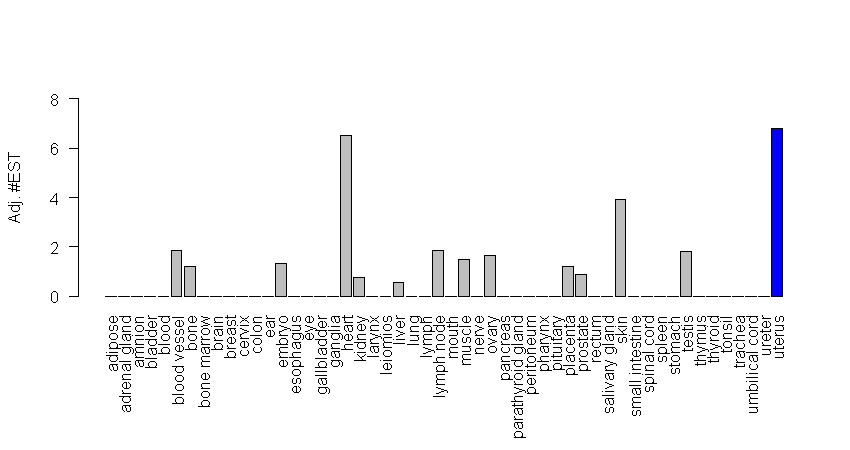 Adj. #EST
8
6
4
2
0
adipose
adrenal gland
amnion
bladder
blood
blood vessel
bone
bone marrow
brain
breast
cervix
colon
ear
embryo
esophagus
eye
gallbladder
ganglia
heart
kidney
larynx
leiomios
liver
lung
lymph
lymph node
mouth
muscle
nerve
ovary
pancreas
parathyroid gland
peritoneum
pharynx
pituitary
placenta
prostate
rectum
salivary gland
skin
small intestine
spinal cord
spleen
stomach
testis
thymus
thyroid
tonsil
trachea
umbilical cord
ureter
uterus